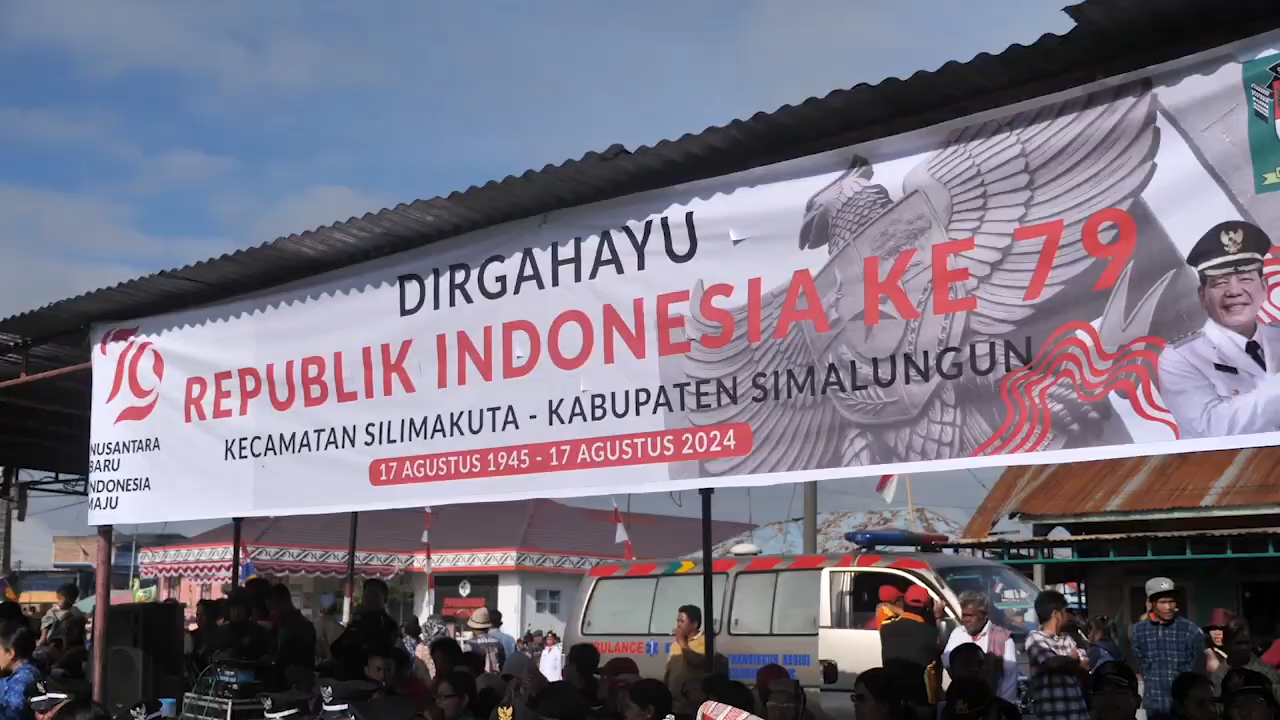 DIRGAHAYU
REPUBLIK INDONESIA KE 79
KECAMATAN SILIMAKUTA - KABUPATEN SIMALUNGUN
17 AGUSTUS 1945 - 17 AGUSTUS 2024
79
NUSANTARA
BARU
INDONESIA
MAJU